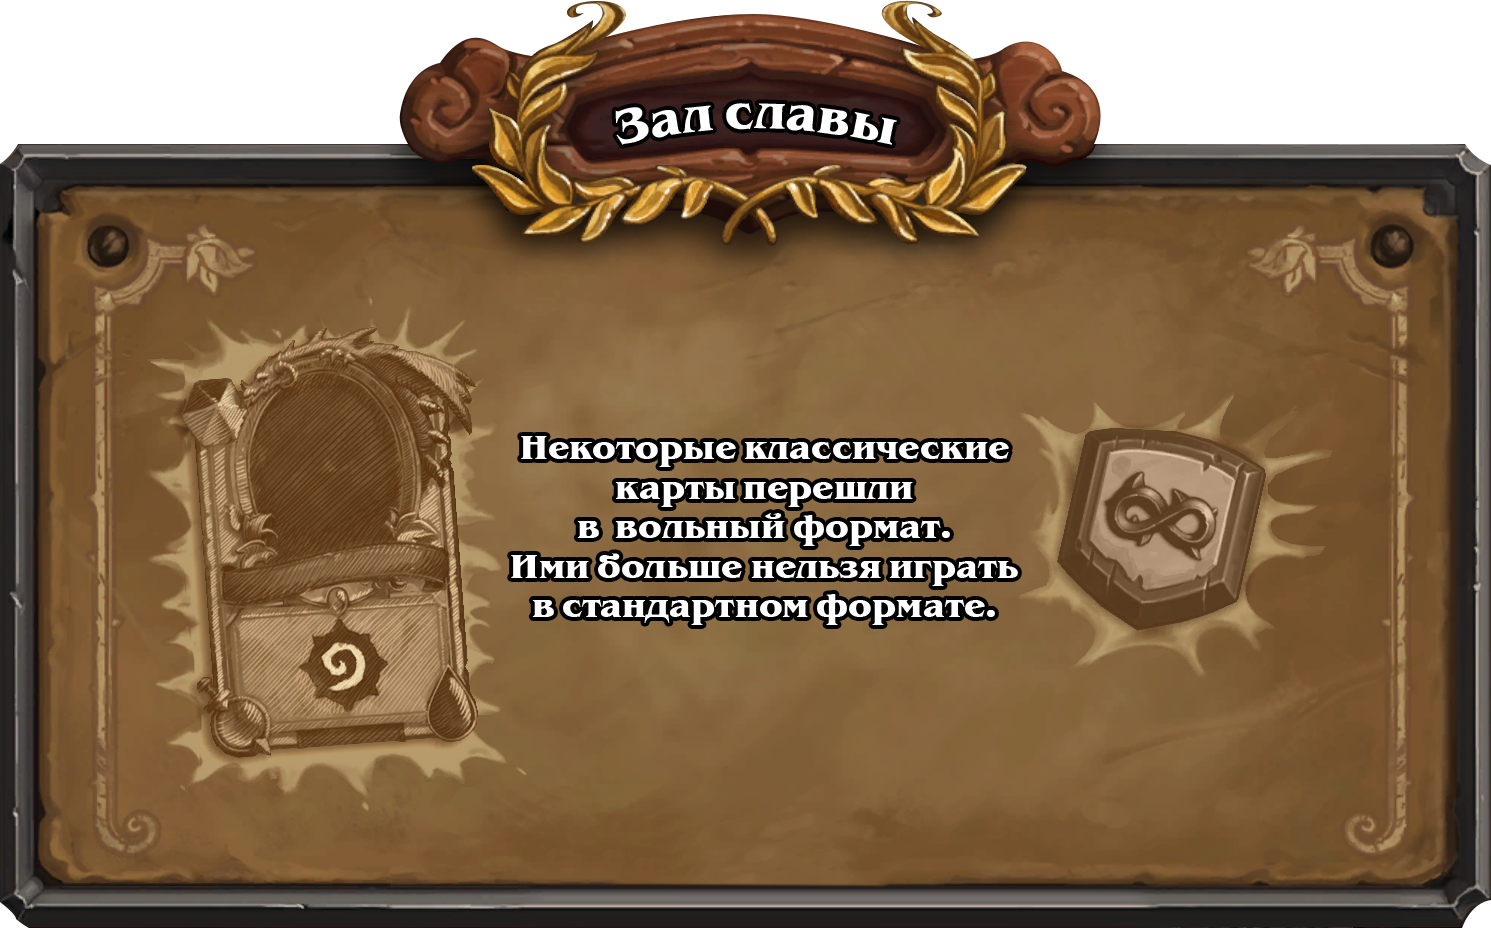 Зал славы
Некоторые классические
карты перешли
в вольный формат.
Ими больше нельзя играть
в стандартном формате.